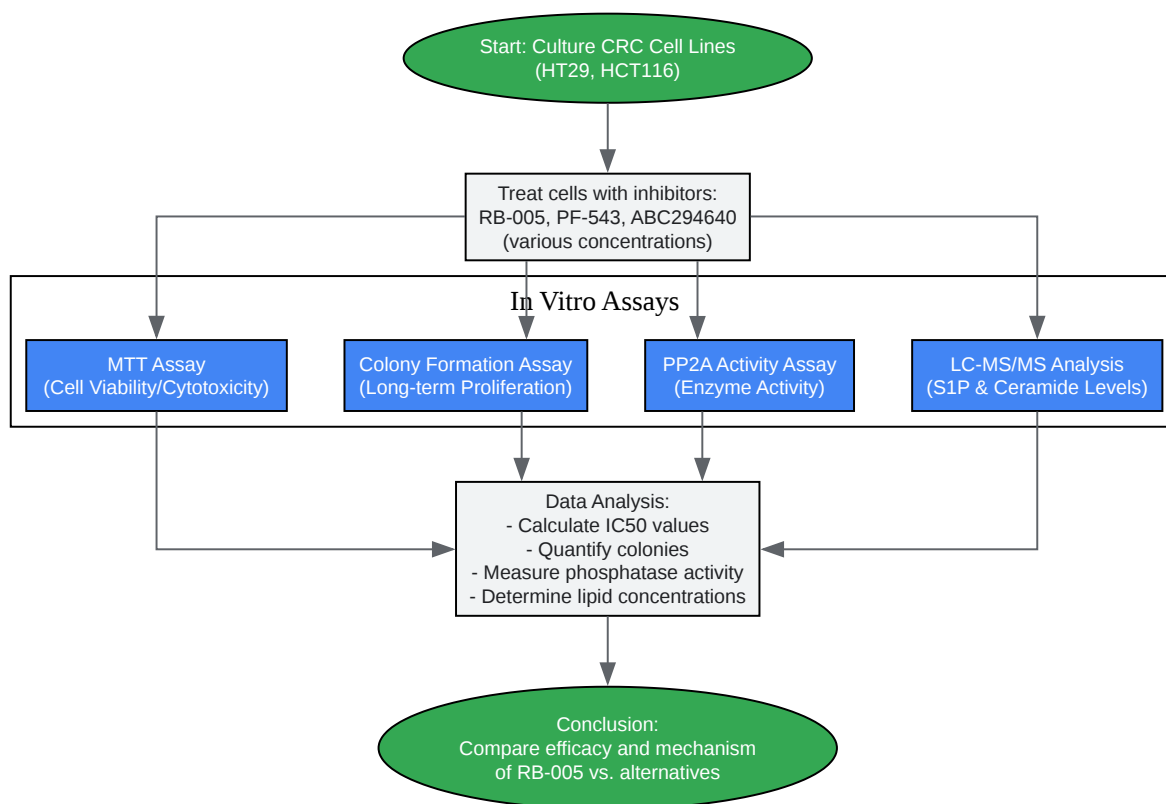 Start: Culture CRC Cell Lines
(HT29, HCT116)
Treat cells with inhibitors:
RB-005, PF-543, ABC294640
(various concentrations)
In Vitro Assays
MTT Assay
(Cell Viability/Cytotoxicity)
Colony Formation Assay
(Long-term Proliferation)
PP2A Activity Assay
(Enzyme Activity)
LC-MS/MS Analysis
(S1P & Ceramide Levels)
Data Analysis:
- Calculate IC50 values
- Quantify colonies
- Measure phosphatase activity
- Determine lipid concentrations
Conclusion:
Compare efficacy and mechanism
of RB-005 vs. alternatives